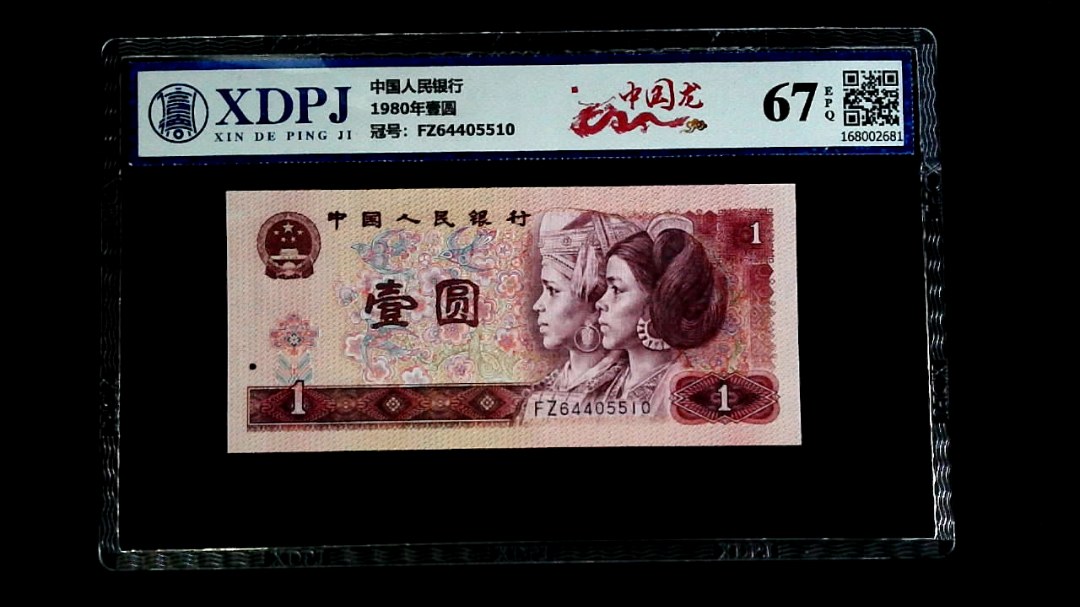 XDPJ
XIN DE PING JI
中国人民银行
1980年壹圆
冠号：FZ64405510
中国龙
67
EPQ
168002681
中国人民银行
1
壹圆
1
FZ64405510
1
XDPJ
XDPJ